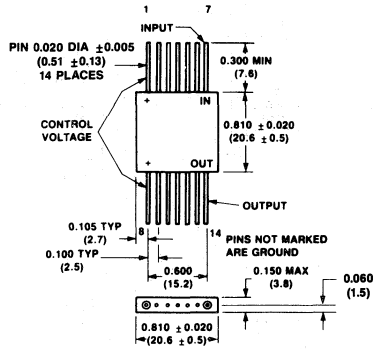 1 7
INPUT
PIN 0.020 DIA ±0.005
(0.51 ±0.13)
14 PLACES
0.300 MIN
(7.6)
+ IN
CONTROL
VOLTAGE
0.810 ±0.020
(20.6 ±0.5)
+ OUT
OUTPUT
0.105 TYP
(2.7)
8 14
PINS NOT MARKED
ARE GROUND
0.100 TYP
(2.5)
0.600
(15.2)
0.150 MAX
(3.8)
0.060
(1.5)
0.810 ±0.020
(20.6 ±0.5)